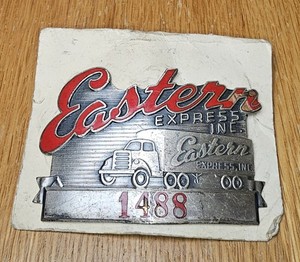 Eastern
EXPRESS
INC.
Eastern
EXPRESS, INC.
1488